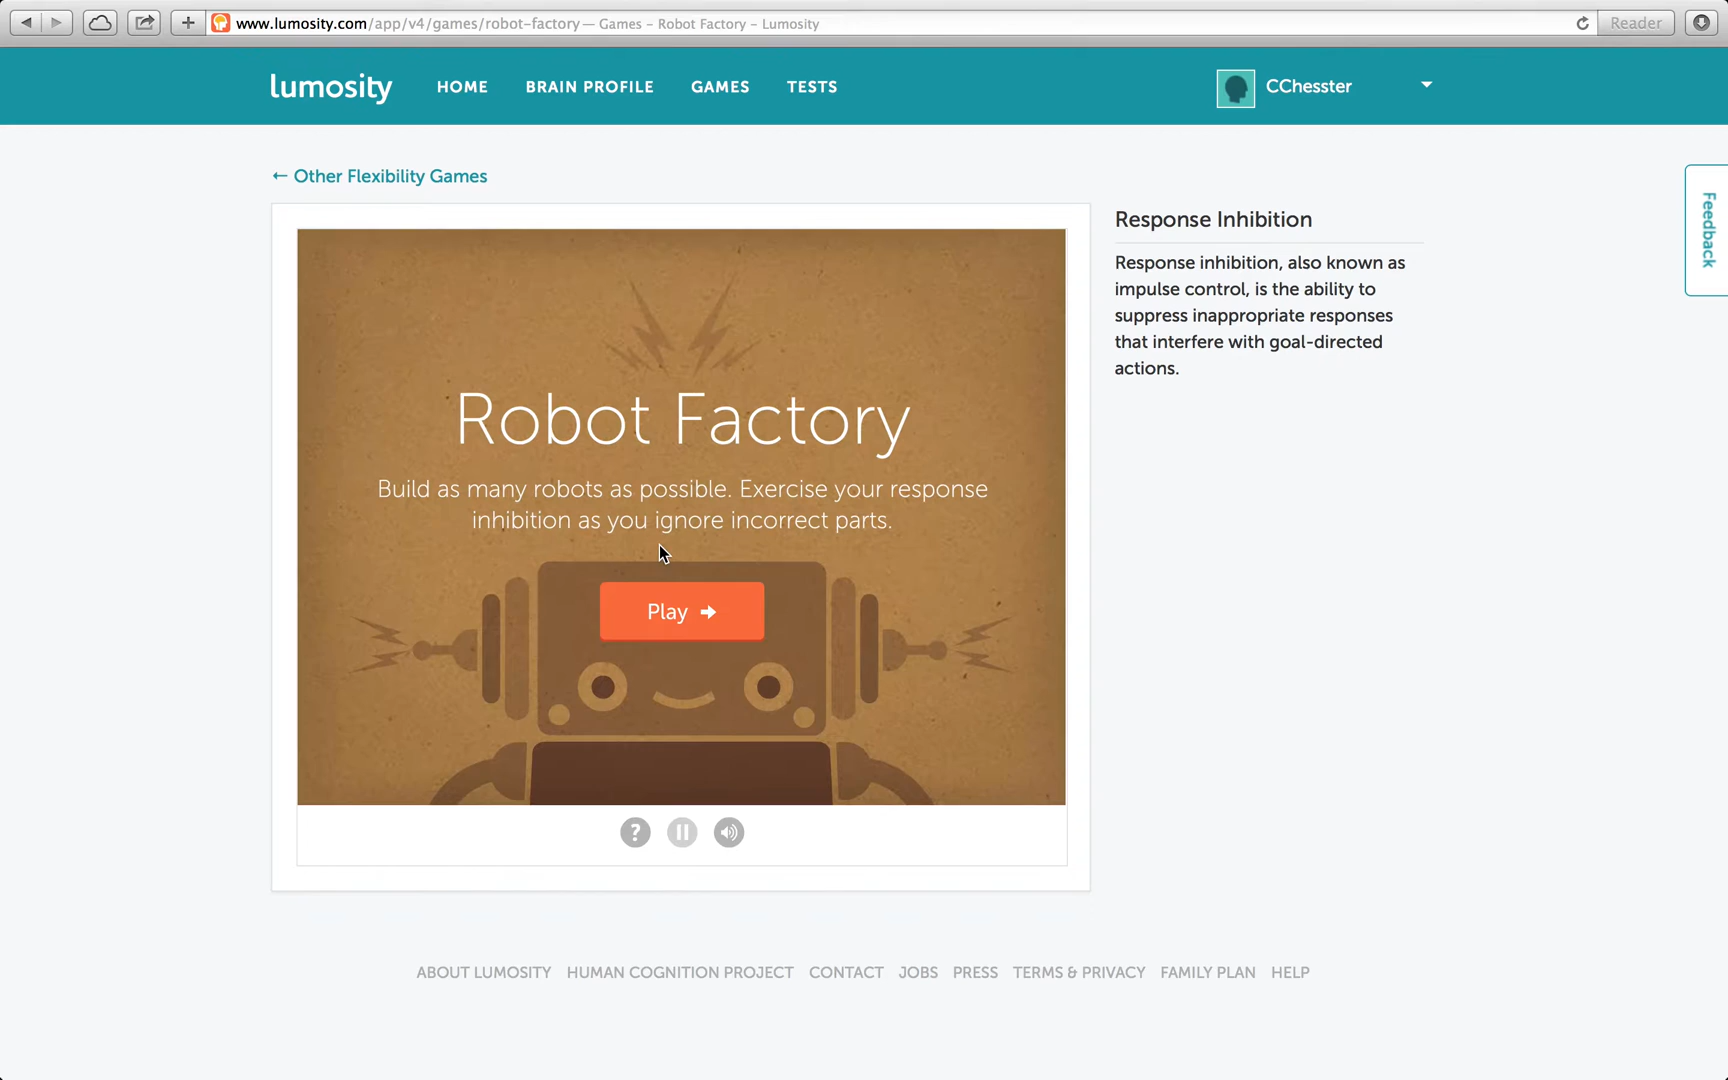 www.lumosity.com/app/v4/games/robot-factory — Games – Robot Factory – Lumosity
Reader
lumosity
HOME
BRAIN PROFILE
GAMES
TESTS
CChesster
← Other Flexibility Games
Robot Factory
Build as many robots as possible. Exercise your response
inhibition as you ignore incorrect parts.
Play
?
Response Inhibition
Response inhibition, also known as
impulse control, is the ability to
suppress inappropriate responses
that interfere with goal-directed
actions.
Feedback
ABOUT LUMOSITY HUMAN COGNITION PROJECT CONTACT JOBS PRESS TERMS & PRIVACY FAMILY PLAN HELP